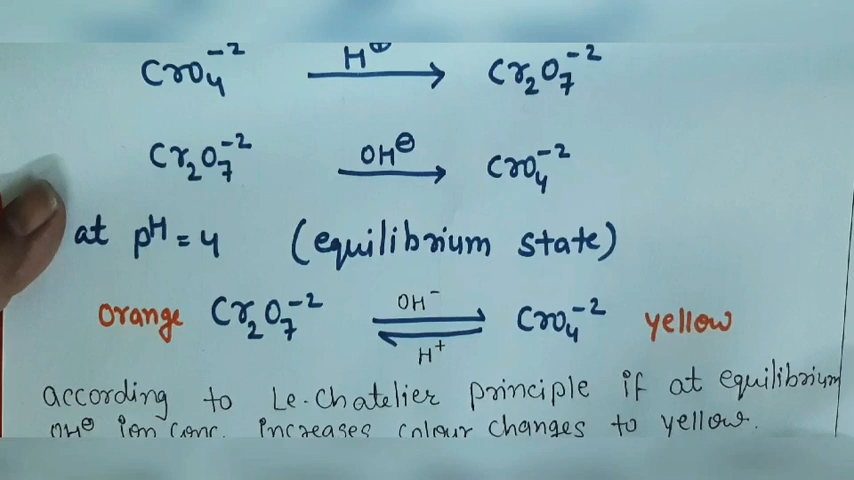 CrO₄⁻² H⊕ → Cr₂O₇⁻²
Cr₂O₇⁻² OH⊖ → CrO₄⁻²
at pH = 4 (equilibrium state)
orange Cr₂O₇⁻² OH⁻ ⇌ H⁺ CrO₄⁻² yellow
according to Le-Chatelier principle if at equilibrium
OH⊖ ion conc. increases colour changes to yellow.